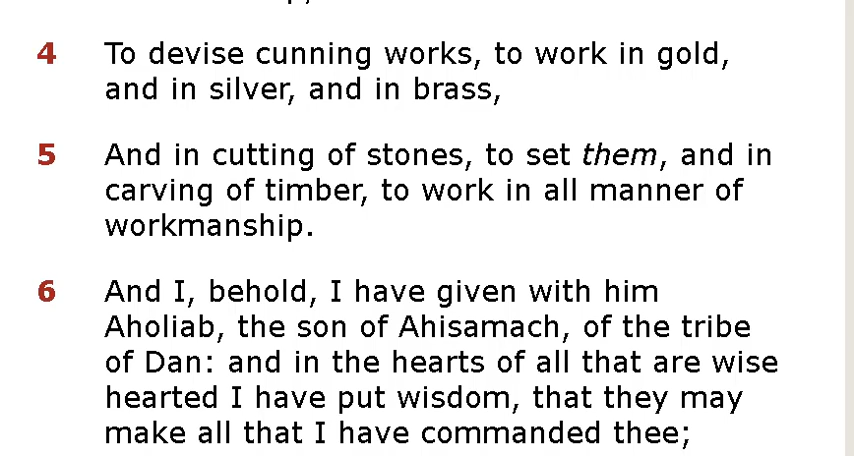 4 To devise cunning works, to work in gold,
and in silver, and in brass,
5 And in cutting of stones, to set them, and in
carving of timber, to work in all manner of
workmanship.
6 And I, behold, I have given with him
Aholiab, the son of Ahisamach, of the tribe
of Dan: and in the hearts of all that are wise
hearted I have put wisdom, that they may
make all that I have commanded thee;